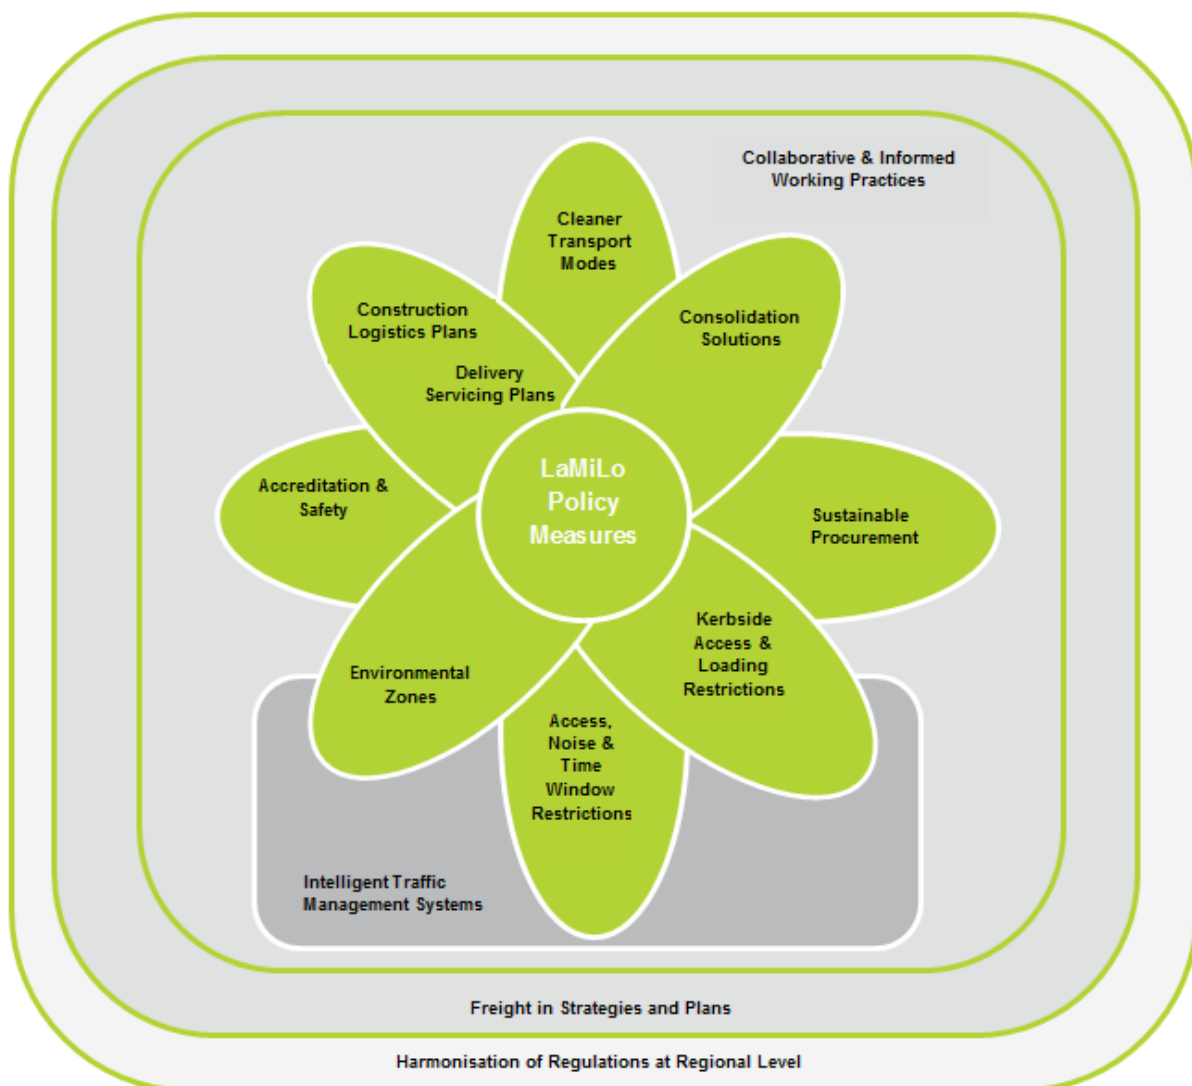 Collaborative & Informed
Working Practices
Cleaner
Transport
Modes
Construction
Logistics Plans
Consolidation
Solutions
Delivery
Servicing Plans
LaMiLo
Policy
Measures
Accreditation &
Safety
Sustainable
Procurement
Kerbside
Access &
Loading
Restrictions
Environmental
Zones
Access,
Noise &
Time
Window
Restrictions
Intelligent Traffic
Management Systems
Freight in Strategies and Plans
Harmonisation of Regulations at Regional Level